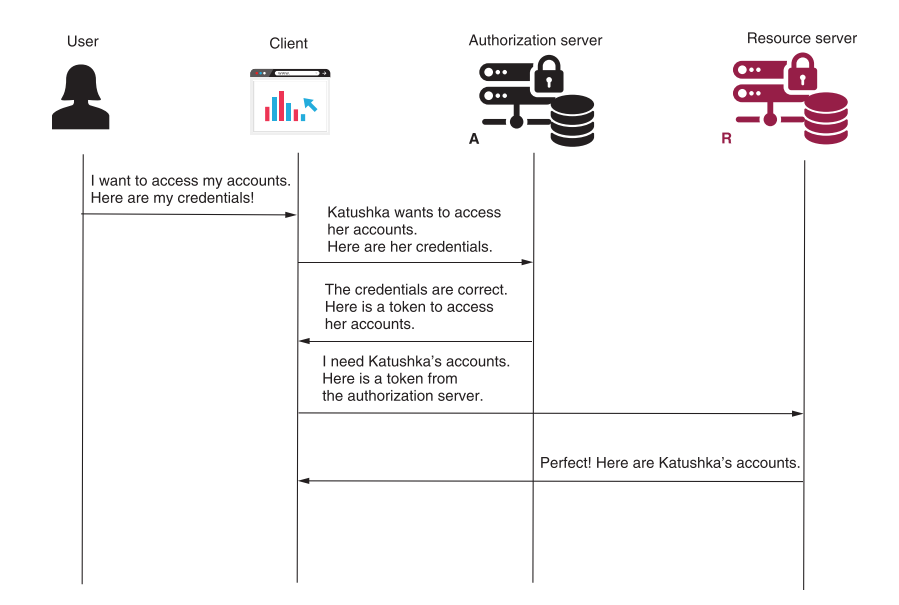 User
Client
Authorization server
Resource server
www.
A
R
I want to access my accounts.
Here are my credentials!
Katushka wants to access
her accounts.
Here are her credentials.
The credentials are correct.
Here is a token to access
her accounts.
I need Katushka’s accounts.
Here is a token from
the authorization server.
Perfect! Here are Katushka’s accounts.